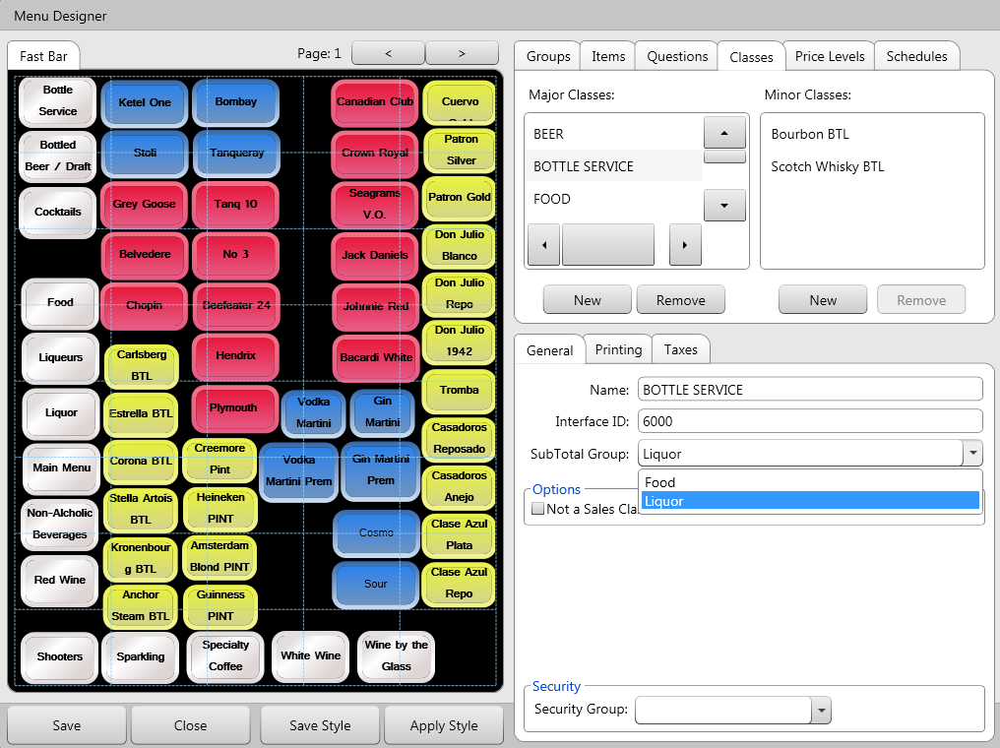 Menu Designer
Fast Bar
Page: 1
<
>
Bottle
Service
Ketel One
Bombay
Canadian Club
Cuervo
Bottled
Beer / Draft
Stoli
Tanqueray
Crown Royal
Patron
Silver
Cocktails
Grey Goose
Tanq 10
Seagrams
V.O.
Patron Gold
Belvedere
No 3
Jack Daniels
Don Julio
Blanco
Food
Chopin
Beefeater 24
Johnnie Red
Don Julio
Repo
Liqueurs
Carlsberg
BTL
Hendrix
Bacardi White
Don Julio
1942
Liquor
Estrella BTL
Plymouth
Vodka
Martini
Gin
Martini
Tromba
Main Menu
Corona BTL
Creemore
Pint
Vodka
Martini Prem
Gin Martini
Prem
Casadoros
Reposado
Non-Alcholic
Beverages
Stella Artois
BTL
Heineken
PINT
Casadoros
Anejo
Cosmo
Clase Azul
Plata
Red Wine
Kronenbour
g BTL
Amsterdam
Blond PINT
Sour
Clase Azul
Repo
Anchor
Steam BTL
Guinness
PINT
Shooters
Sparkling
Specialty
Coffee
White Wine
Wine by the
Glass
Save
Close
Save Style
Apply Style
Groups
Items
Questions
Classes
Price Levels
Schedules
Major Classes:
BEER
BOTTLE SERVICE
FOOD
New
Remove
Minor Classes:
Bourbon BTL
Scotch Whisky BTL
New
Remove
General
Printing
Taxes
Name: BOTTLE SERVICE
Interface ID: 6000
SubTotal Group: Liquor
Food
Liquor
Options
Not a Sales Cla
Security
Security Group: